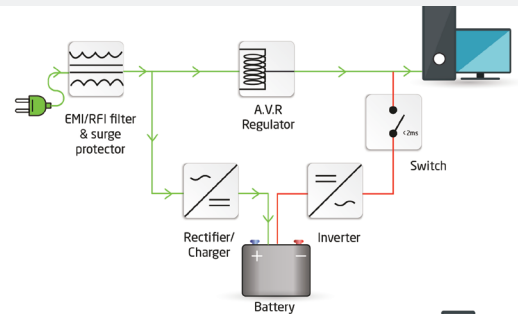 EMI/RFI filter
& surge
protector
A.V.R
Regulator
<2ms
Switch
Rectifier/
Charger
Inverter
+ −
Battery